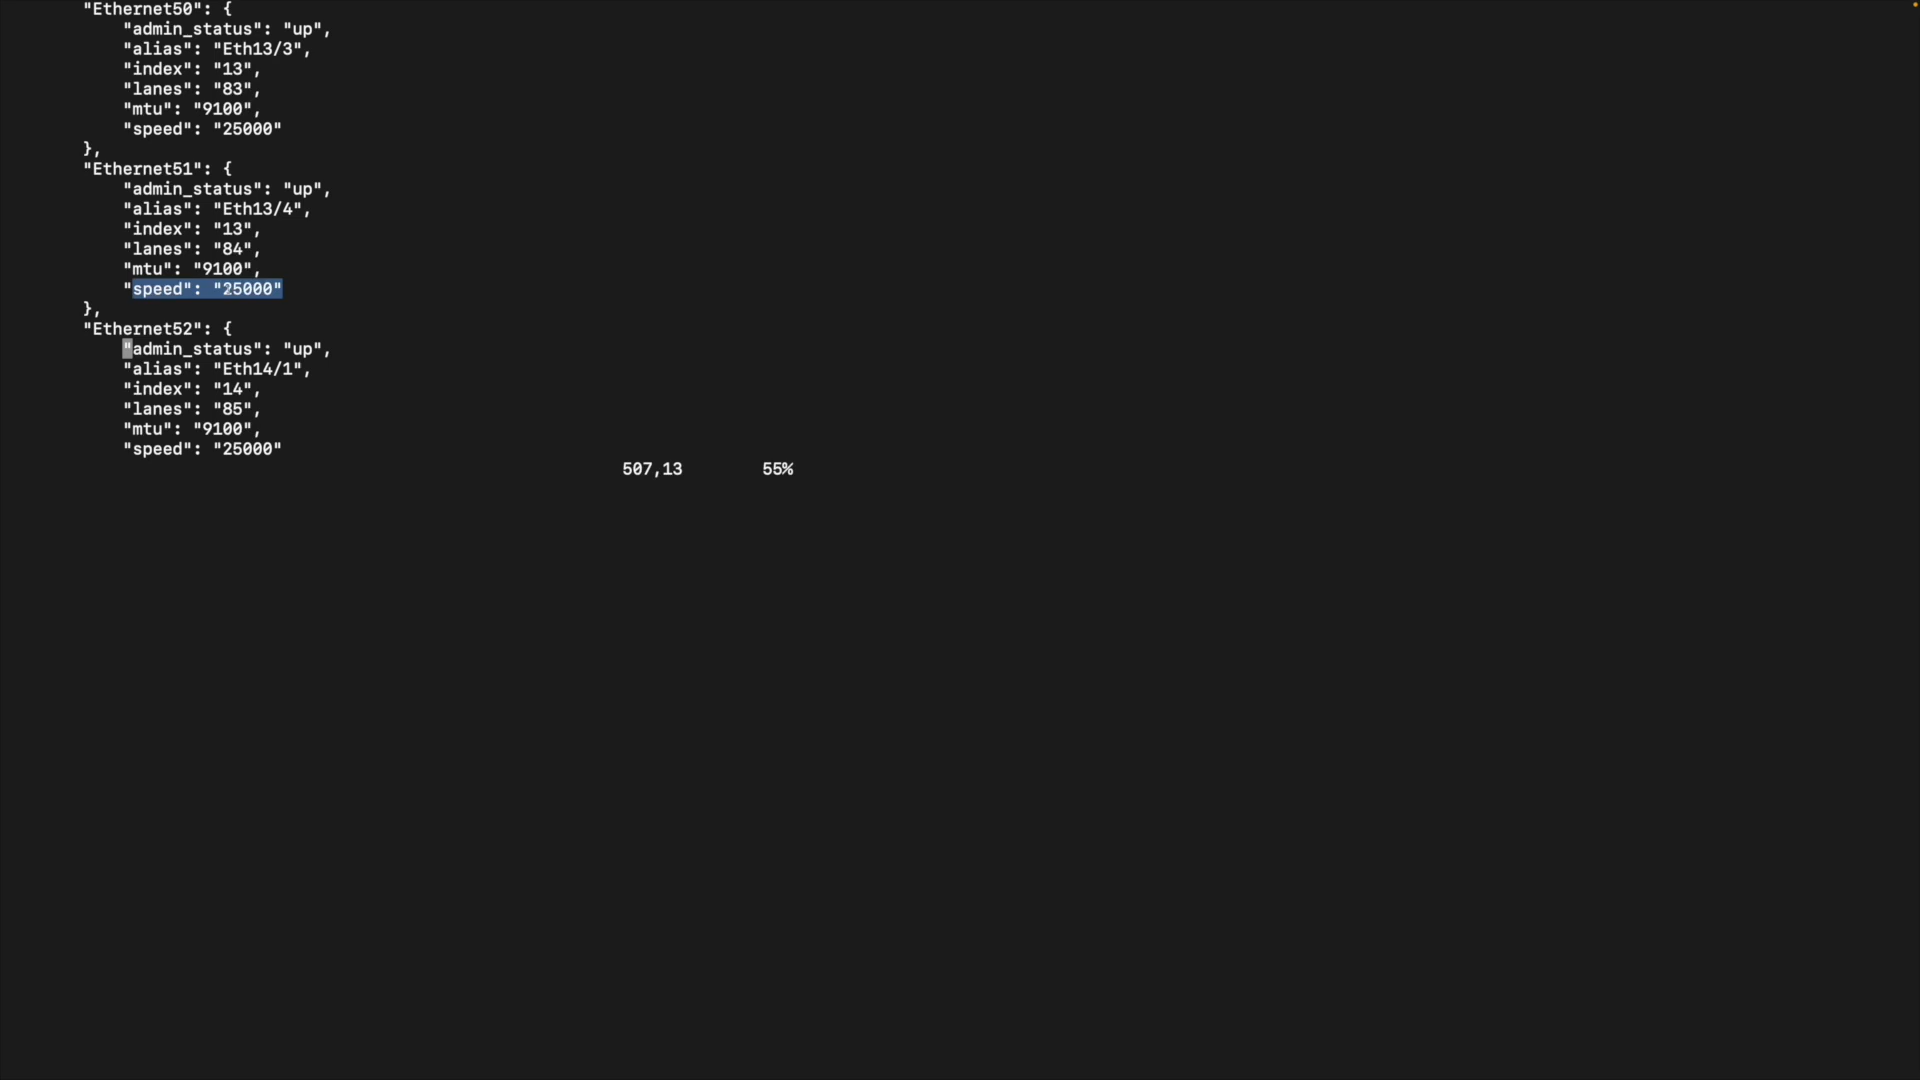 "Ethernet50": {
"admin_status": "up",
"alias": "Eth13/3",
"index": "13",
"lanes": "83",
"mtu": "9100",
"speed": "25000"
},
"Ethernet51": {
"admin_status": "up",
"alias": "Eth13/4",
"index": "13",
"lanes": "84",
"mtu": "9100",
"speed": "25000"
},
"Ethernet52": {
"admin_status": "up",
"alias": "Eth14/1",
"index": "14",
"lanes": "85",
"mtu": "9100",
"speed": "25000"
507,13 55%